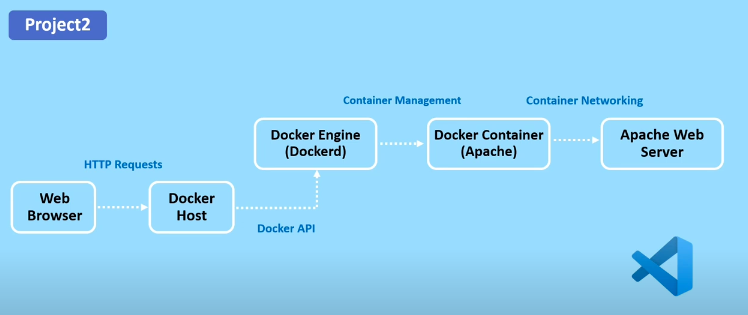 Project2
Container Management
Container Networking
Docker Engine
(Dockerd)
Docker Container
(Apache)
Apache Web
Server
HTTP Requests
Web
Browser
Docker
Host
Docker API